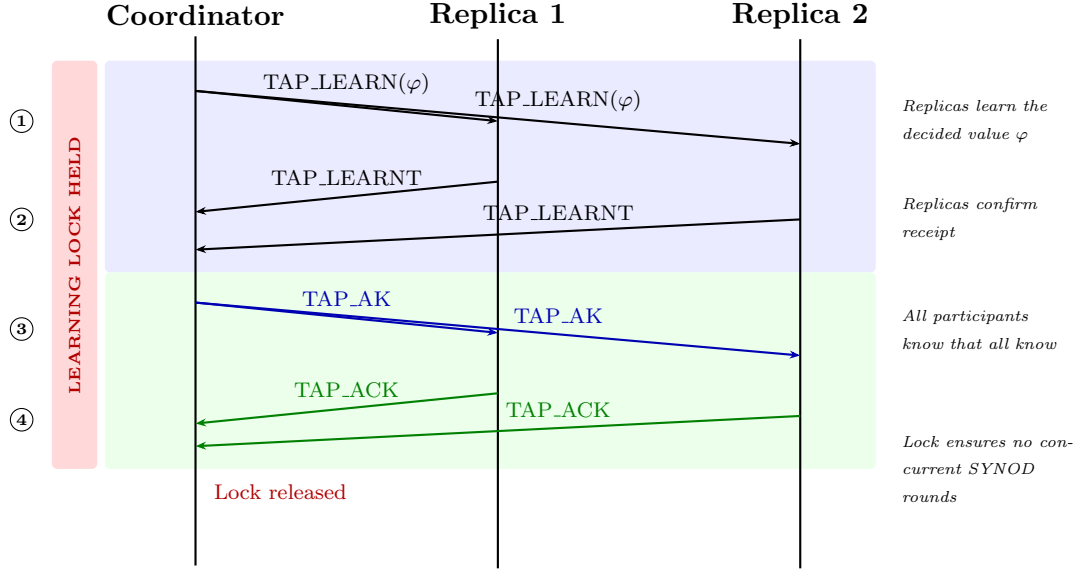 Coordinator
Replica 1
Replica 2
LEARNING LOCK HELD
1
TAP_LEARN(φ)
TAP_LEARN(φ)
Replicas learn the
decided value φ
2
TAP_LEARNT
TAP_LEARNT
Replicas confirm
receipt
3
TAP_AK
TAP_AK
All participants
know that all know
4
TAP_ACK
TAP_ACK
Lock ensures no con-
current SYNOD
rounds
Lock released